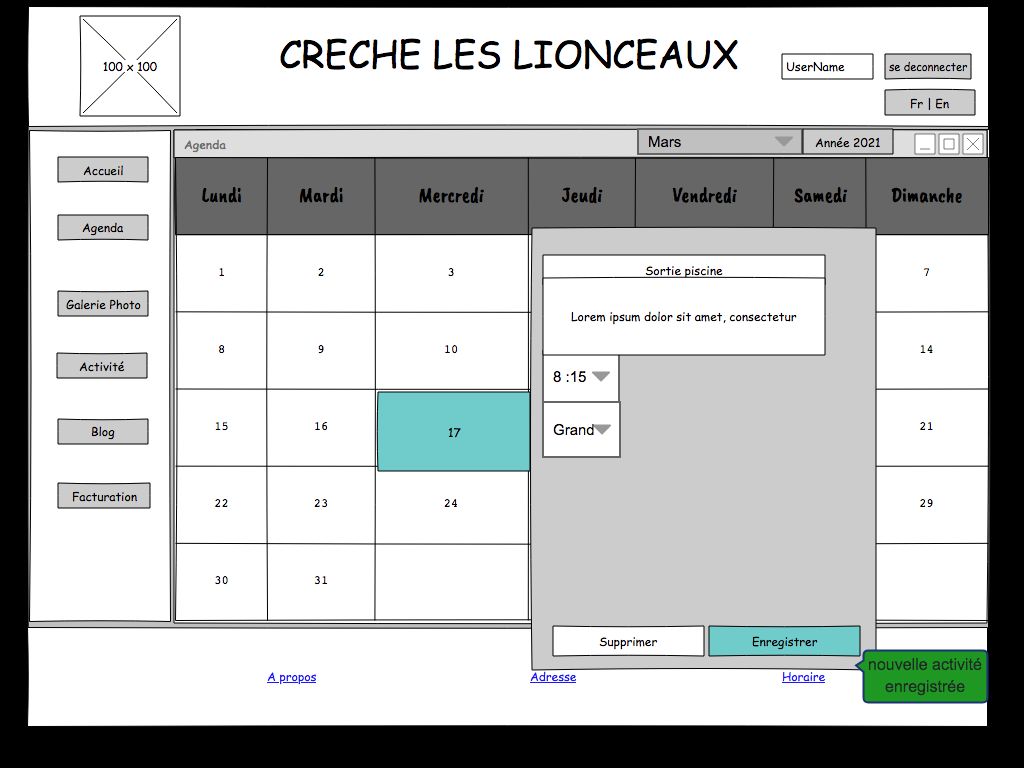 100 x 100
CRECHE LES LIONCEAUX
UserName
se deconnecter
Fr | En
Accueil
Agenda
Galerie Photo
Activité
Blog
Facturation
Agenda
Mars
Année 2021
Lundi Mardi Mercredi Jeudi Vendredi Samedi Dimanche
1 2 3 7
8 9 10 14
15 16 17 21
22 23 24 29
30 31
Sortie piscine
Lorem ipsum dolor sit amet, consectetur
8 :15
Grand
Supprimer
Enregistrer
nouvelle activité
enregistrée
A propos
Adresse
Horaire